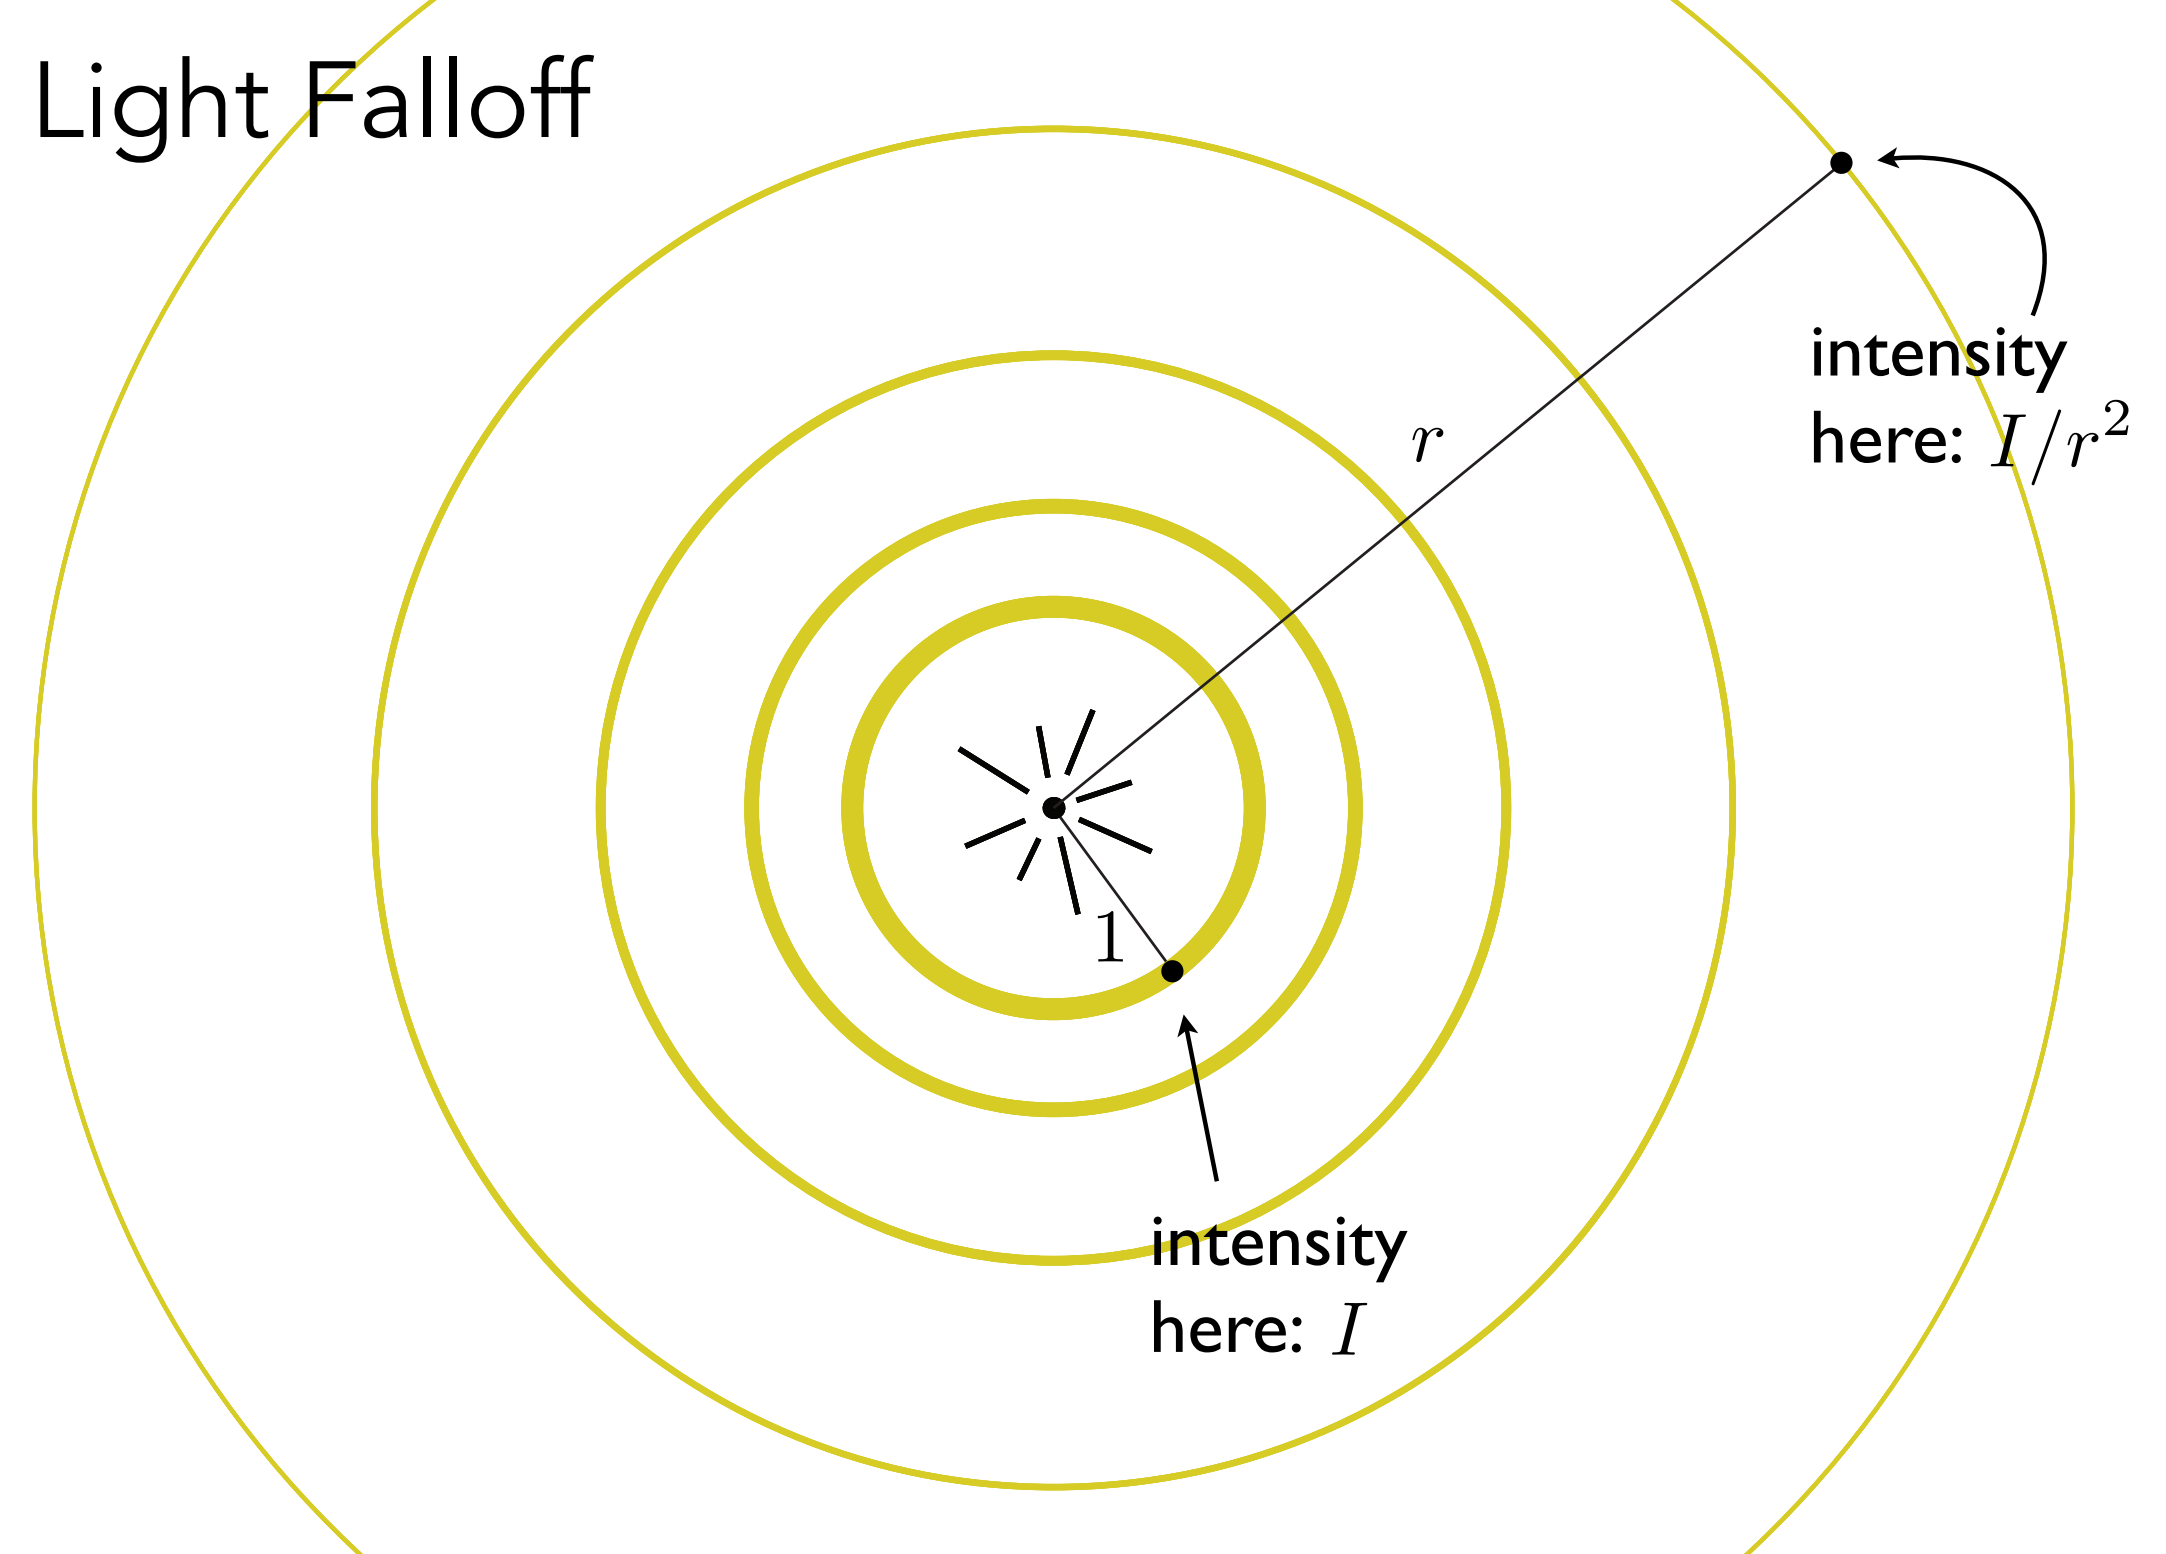 Light Falloff
intensity
here: I/r²
r
1
intensity
here: I